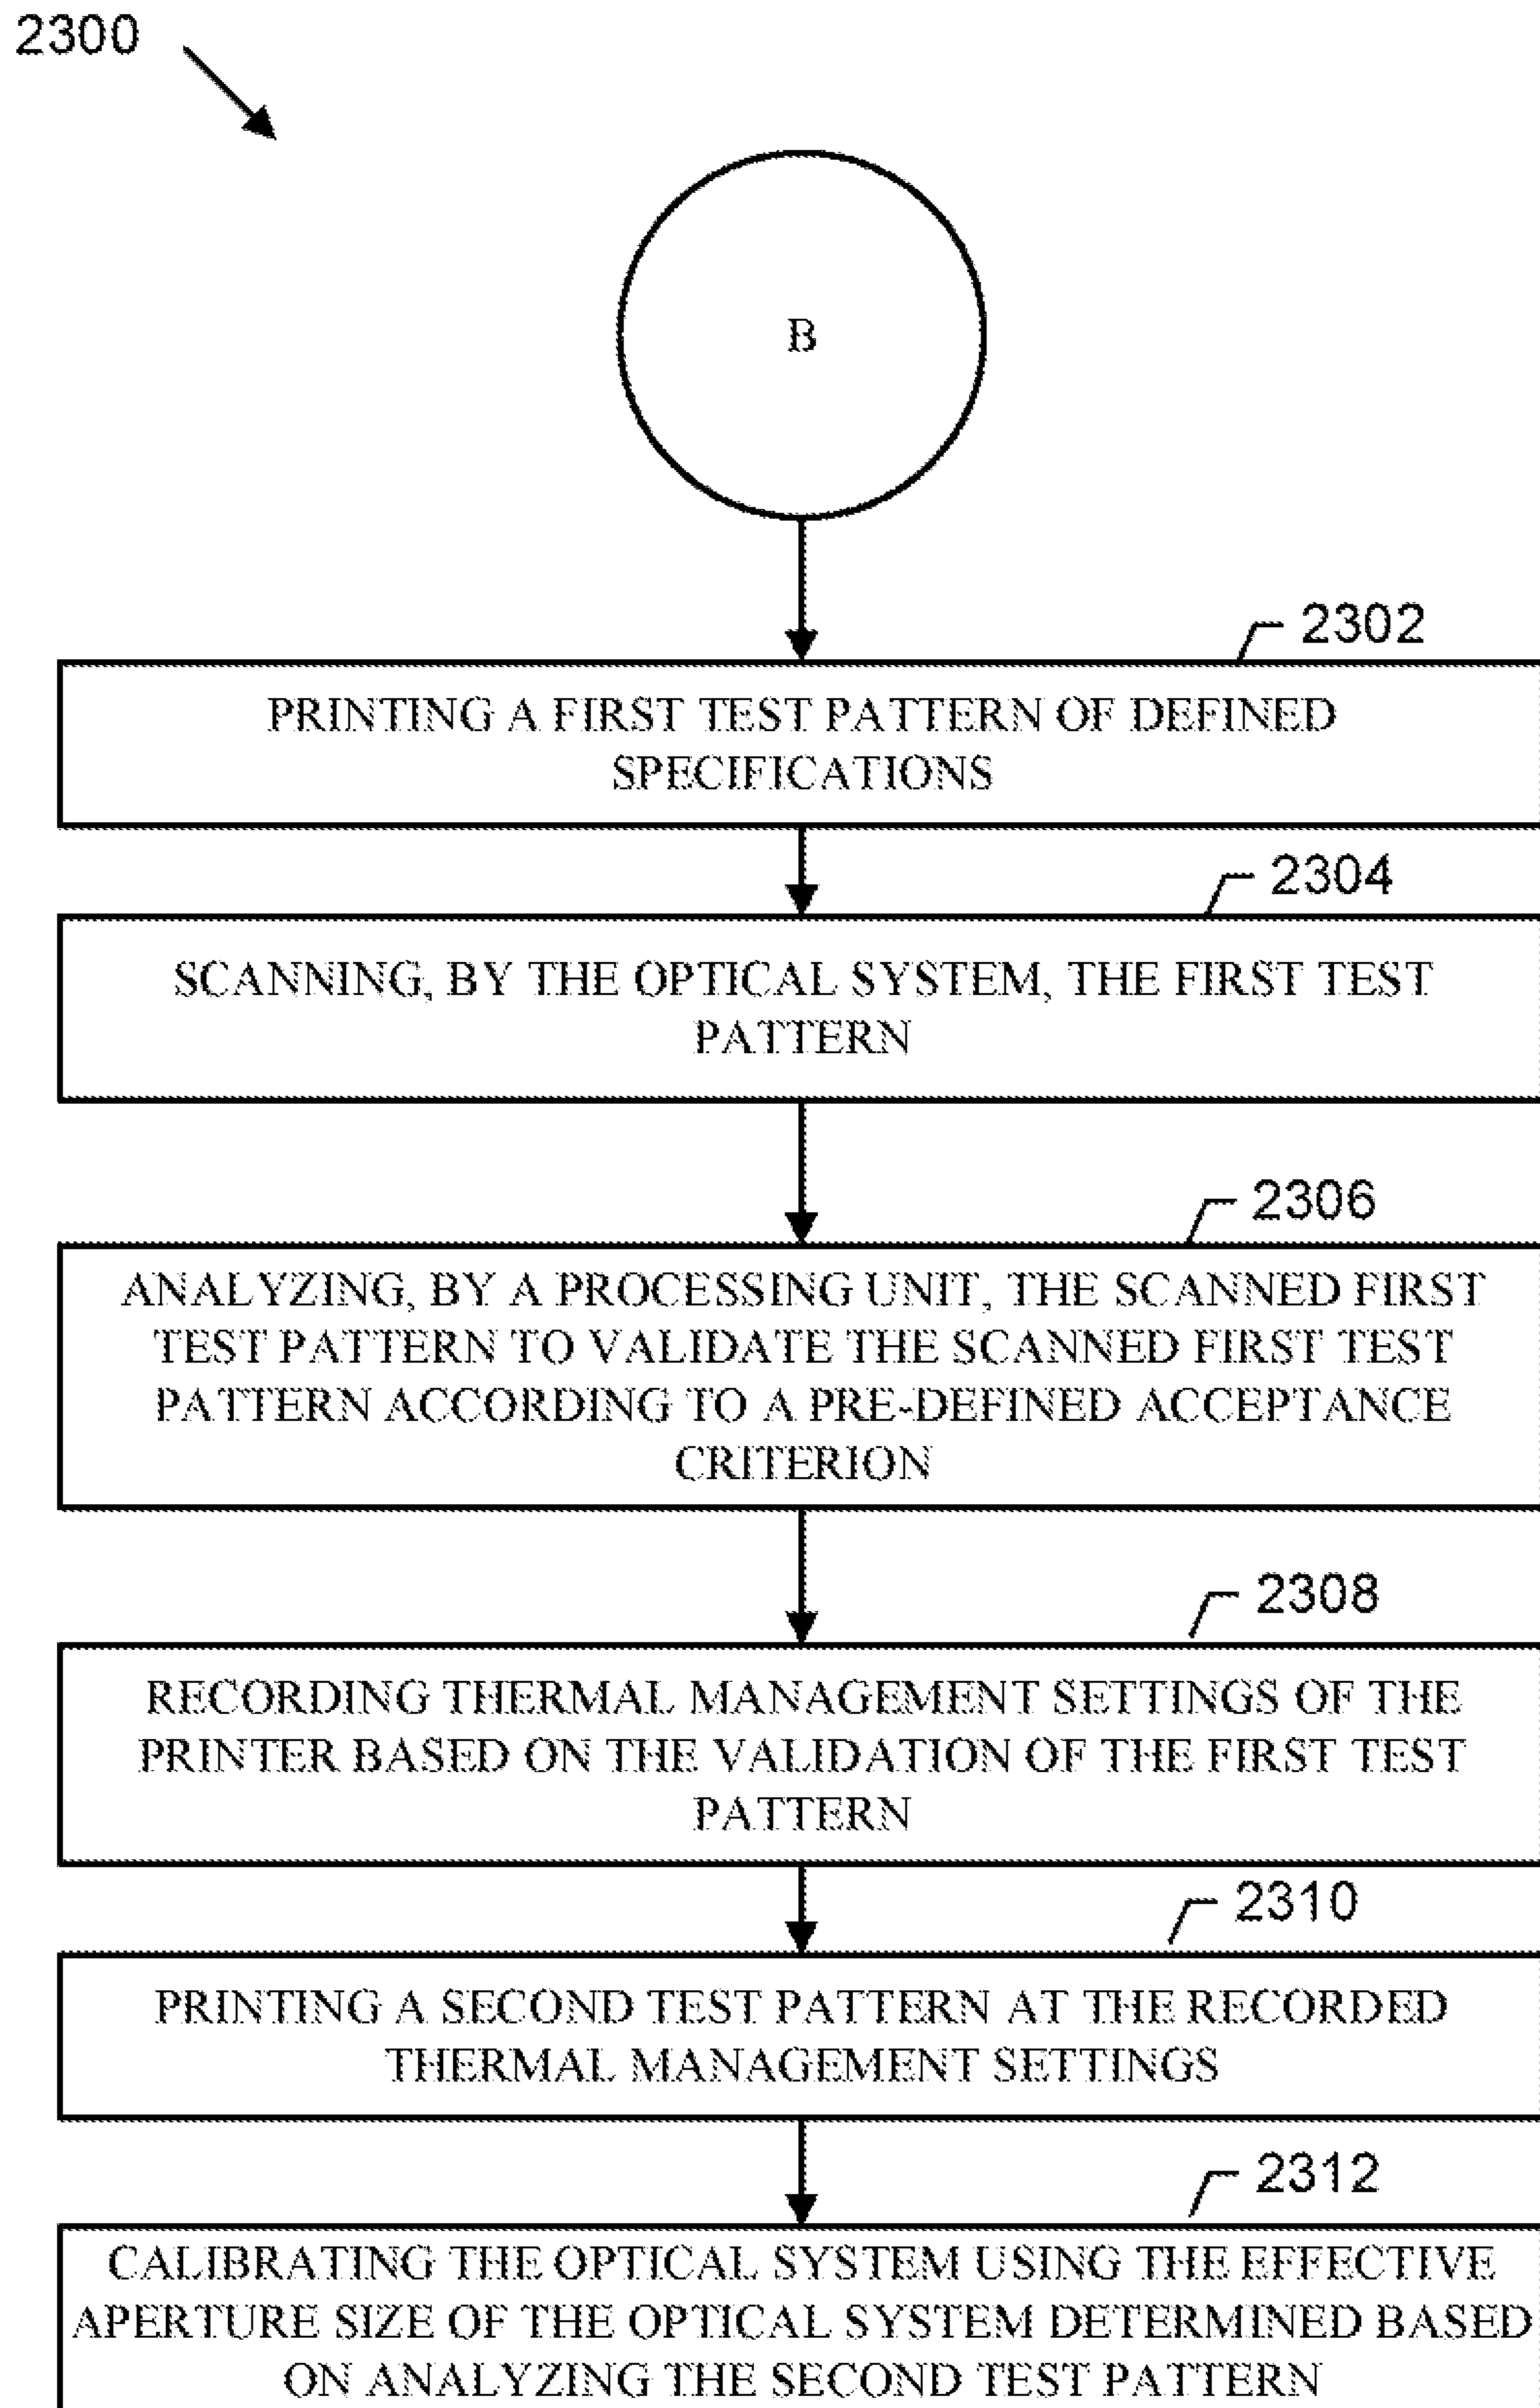 2300
B
2302
PRINTING A FIRST TEST PATTERN OF DEFINED
SPECIFICATIONS
2304
SCANNING, BY THE OPTICAL SYSTEM, THE FIRST TEST
PATTERN
2306
ANALYZING, BY A PROCESSING UNIT, THE SCANNED FIRST
TEST PATTERN TO VALIDATE THE SCANNED FIRST TEST
PATTERN ACCORDING TO A PRE-DEFINED ACCEPTANCE
CRITERION
2308
RECORDING THERMAL MANAGEMENT SETTINGS OF THE
PRINTER BASED ON THE VALIDATION OF THE FIRST TEST
PATTERN
2310
PRINTING A SECOND TEST PATTERN AT THE RECORDED
THERMAL MANAGEMENT SETTINGS
2312
CALIBRATING THE OPTICAL SYSTEM USING THE EFFECTIVE
APERTURE SIZE OF THE OPTICAL SYSTEM DETERMINED BASED
ON ANALYZING THE SECOND TEST PATTERN